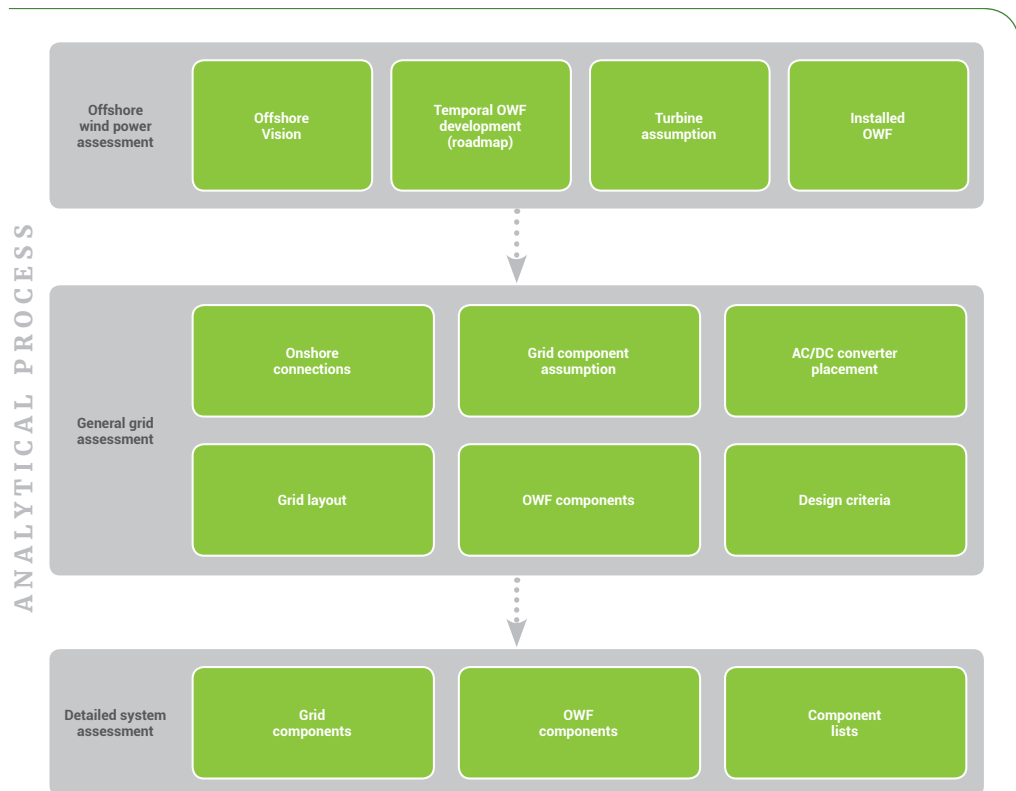 ANALYTICAL PROCESS
Offshore
wind power
assessment
Offshore
Vision
Temporal OWF
development
(roadmap)
Turbine
assumption
Installed
OWF
General grid
assessment
Onshore
connections
Grid component
assumption
AC/DC converter
placement
Grid layout
OWF components
Design criteria
Detailed system
assessment
Grid
components
OWF
components
Component
lists